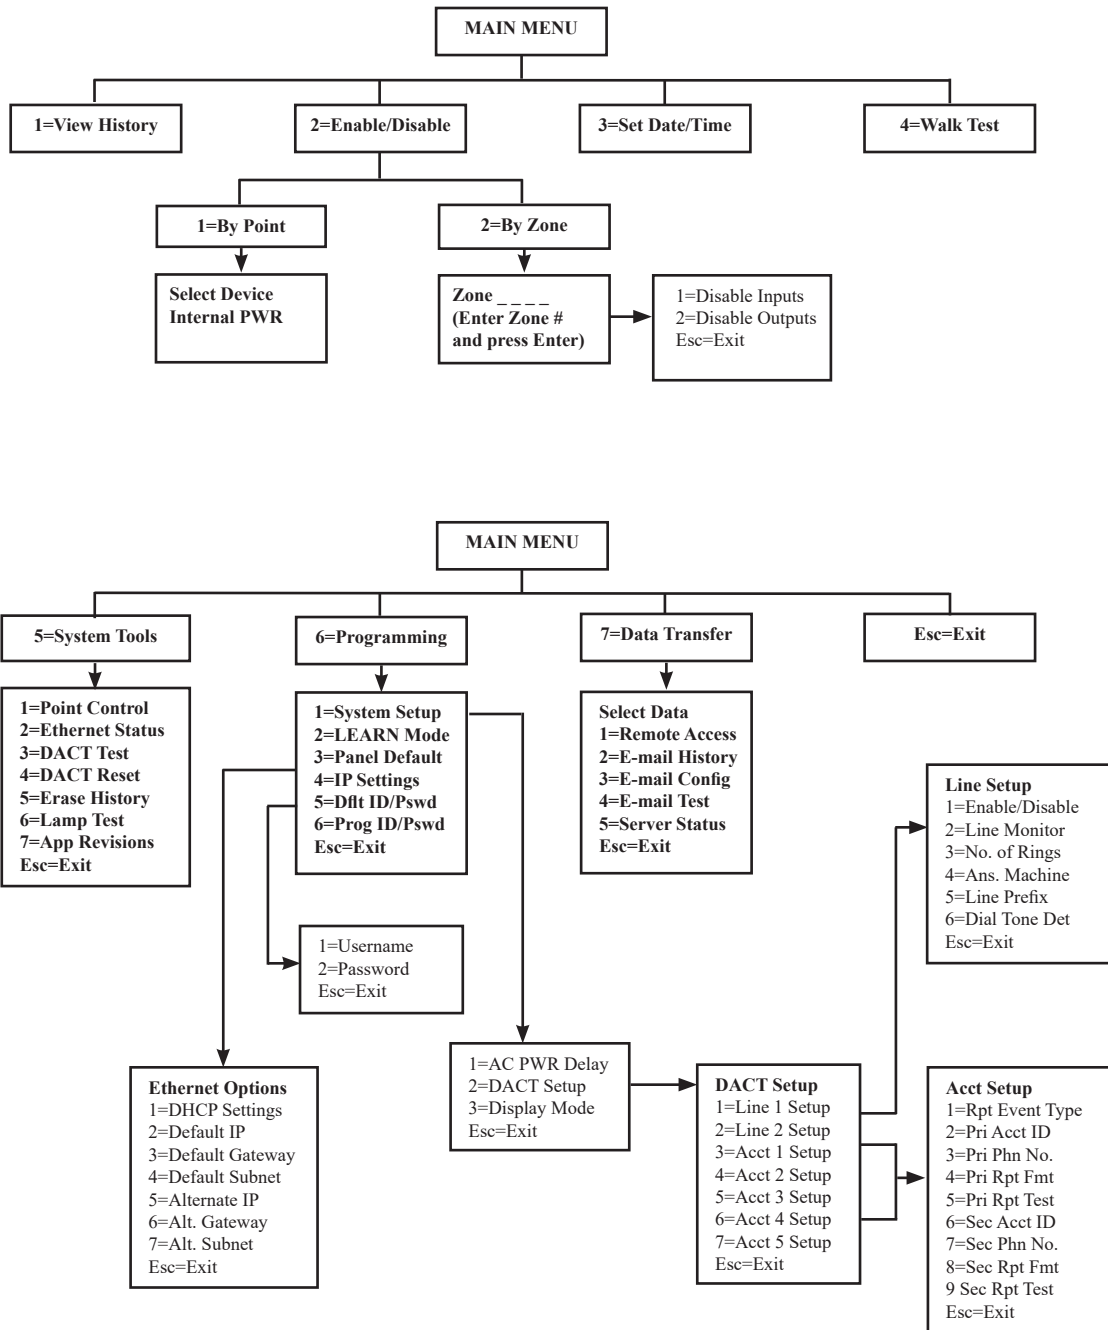 MAIN MENU
1=View History
2=Enable/Disable
3=Set Date/Time
4=Walk Test
1=By Point
2=By Zone
Select Device
Internal PWR
Zone _ _ _ _
(Enter Zone #
and press Enter)
1=Disable Inputs
2=Disable Outputs
Esc=Exit
MAIN MENU
5=System Tools
6=Programming
7=Data Transfer
Esc=Exit
1=Point Control
2=Ethernet Status
3=DACT Test
4=DACT Reset
5=Erase History
6=Lamp Test
7=App Revisions
Esc=Exit
1=System Setup
2=LEARN Mode
3=Panel Default
4=IP Settings
5=Dflt ID/Pswd
6=Prog ID/Pswd
Esc=Exit
Select Data
1=Remote Access
2=E-mail History
3=E-mail Config
4=E-mail Test
5=Server Status
Esc=Exit
Line Setup
1=Enable/Disable
2=Line Monitor
3=No. of Rings
4=Ans. Machine
5=Line Prefix
6=Dial Tone Det
Esc=Exit
1=Username
2=Password
Esc=Exit
1=AC PWR Delay
2=DACT Setup
3=Display Mode
Esc=Exit
Ethernet Options
1=DHCP Settings
2=Default IP
3=Default Gateway
4=Default Subnet
5=Alternate IP
6=Alt. Gateway
7=Alt. Subnet
Esc=Exit
DACT Setup
1=Line 1 Setup
2=Line 2 Setup
3=Acct 1 Setup
4=Acct 2 Setup
5=Acct 3 Setup
6=Acct 4 Setup
7=Acct 5 Setup
Esc=Exit
Acct Setup
1=Rpt Event Type
2=Pri Acct ID
3=Pri Phn No.
4=Pri Rpt Fmt
5=Pri Rpt Test
6=Sec Acct ID
7=Sec Phn No.
8=Sec Rpt Fmt
9 Sec Rpt Test
Esc=Exit